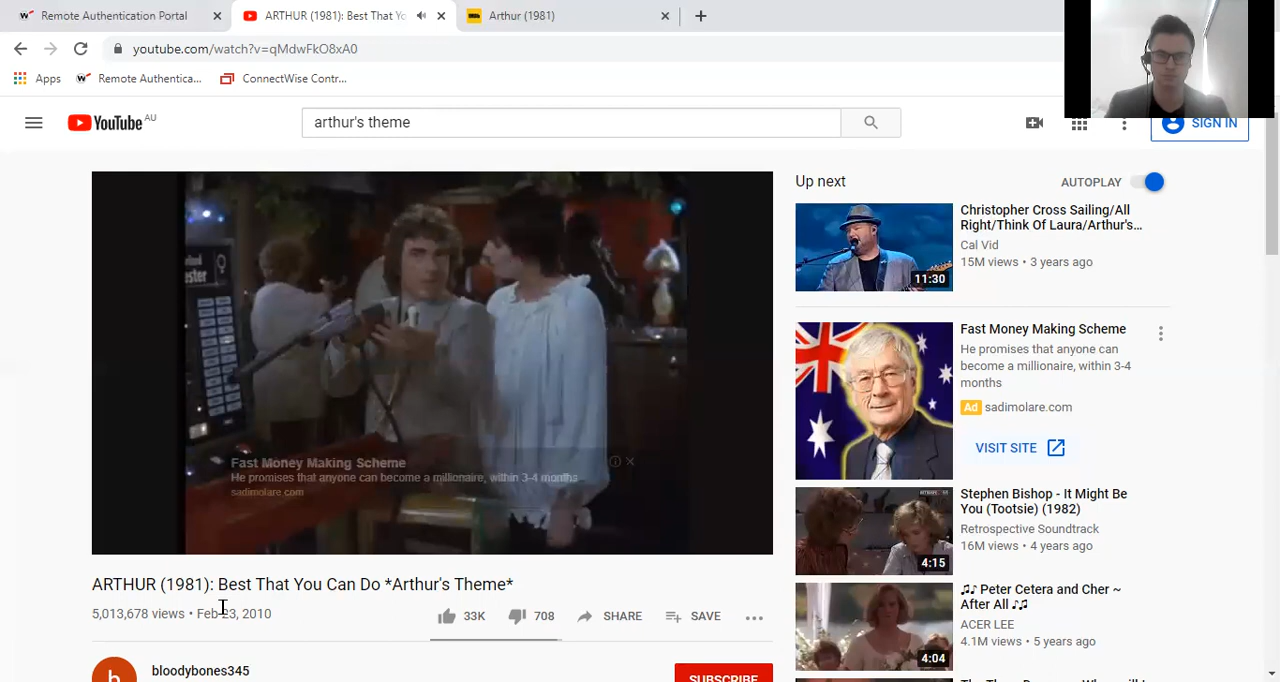 Remote Authentication Portal
ARTHUR (1981): Best That Yo
Arthur (1981)
youtube.com/watch?v=qMdwFkO8xA0
Apps
Remote Authentica...
ConnectWise Contr...
YouTube AU
arthur's theme
SIGN IN
Up next
AUTOPLAY
Christopher Cross Sailing/All
Right/Think Of Laura/Arthur's...
Cal Vid
15M views • 3 years ago
11:30
Fast Money Making Scheme
He promises that anyone can
become a millionaire, within 3-4
months
Ad sadimolare.com
VISIT SITE
Fast Money Making Scheme
He promises that anyone can become a millionaire, within 3-4 months
sadimolare.com
Stephen Bishop - It Might Be
You (Tootsie) (1982)
Retrospective Soundtrack
16M views • 4 years ago
4:15
ARTHUR (1981): Best That You Can Do *Arthur's Theme*
5,013,678 views • Feb 23, 2010
33K
708
SHARE
SAVE
Peter Cetera and Cher ~
After All
ACER LEE
4.1M views • 5 years ago
4:04
b
bloodybones345
SUBSCRIBE